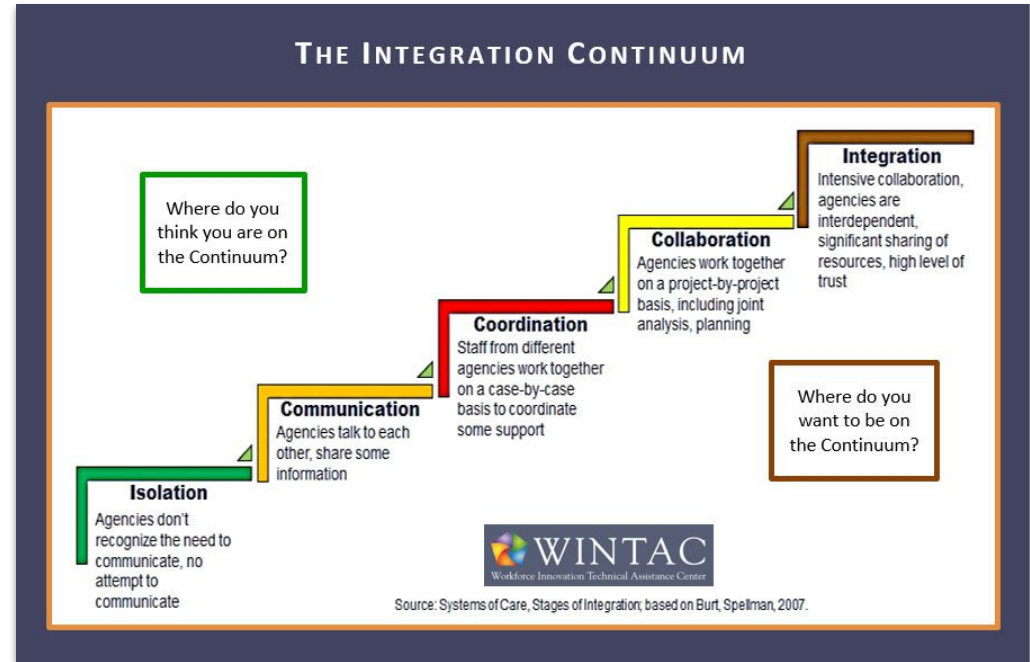 THE INTEGRATION CONTINUUM
Where do you
think you are on
the Continuum?
Integration
Intensive collaboration,
agencies are
interdependent,
significant sharing of
resources, high level of
trust
Collaboration
Agencies work together
on a project-by-project
basis, including joint
analysis, planning
Coordination
Staff from different
agencies work together
on a case-by-case
basis to coordinate
some support
Communication
Agencies talk to each
other, share some
information
Isolation
Agencies don't
recognize the need to
communicate, no
attempt to
communicate
Where do you
want to be on
the Continuum?
WINTAC
Workforce Innovation Technical Assistance Center
Source: Systems of Care, Stages of Integration; based on Burt, Spellman, 2007.